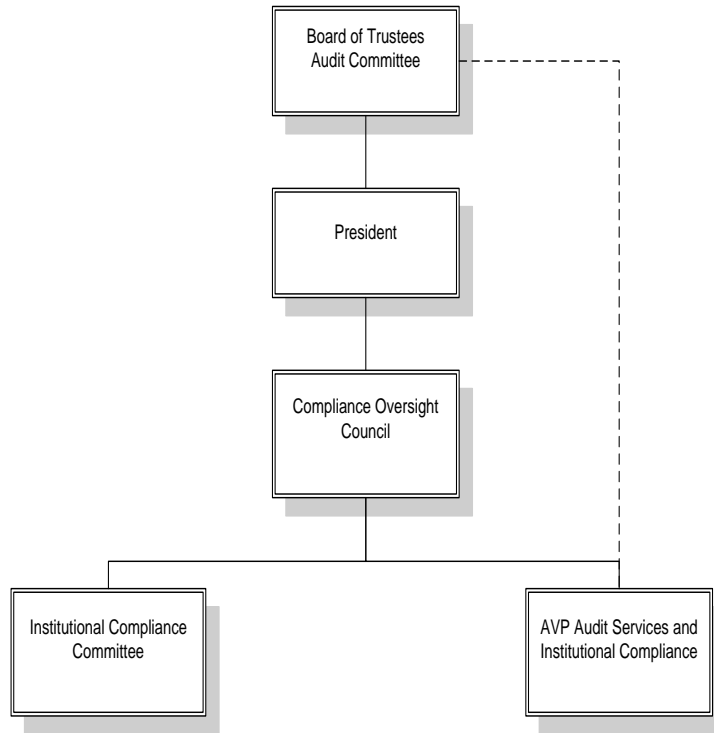 Board of Trustees
Audit Committee
President
Compliance Oversight
Council
Institutional Compliance
Committee
AVP Audit Services and
Institutional Compliance